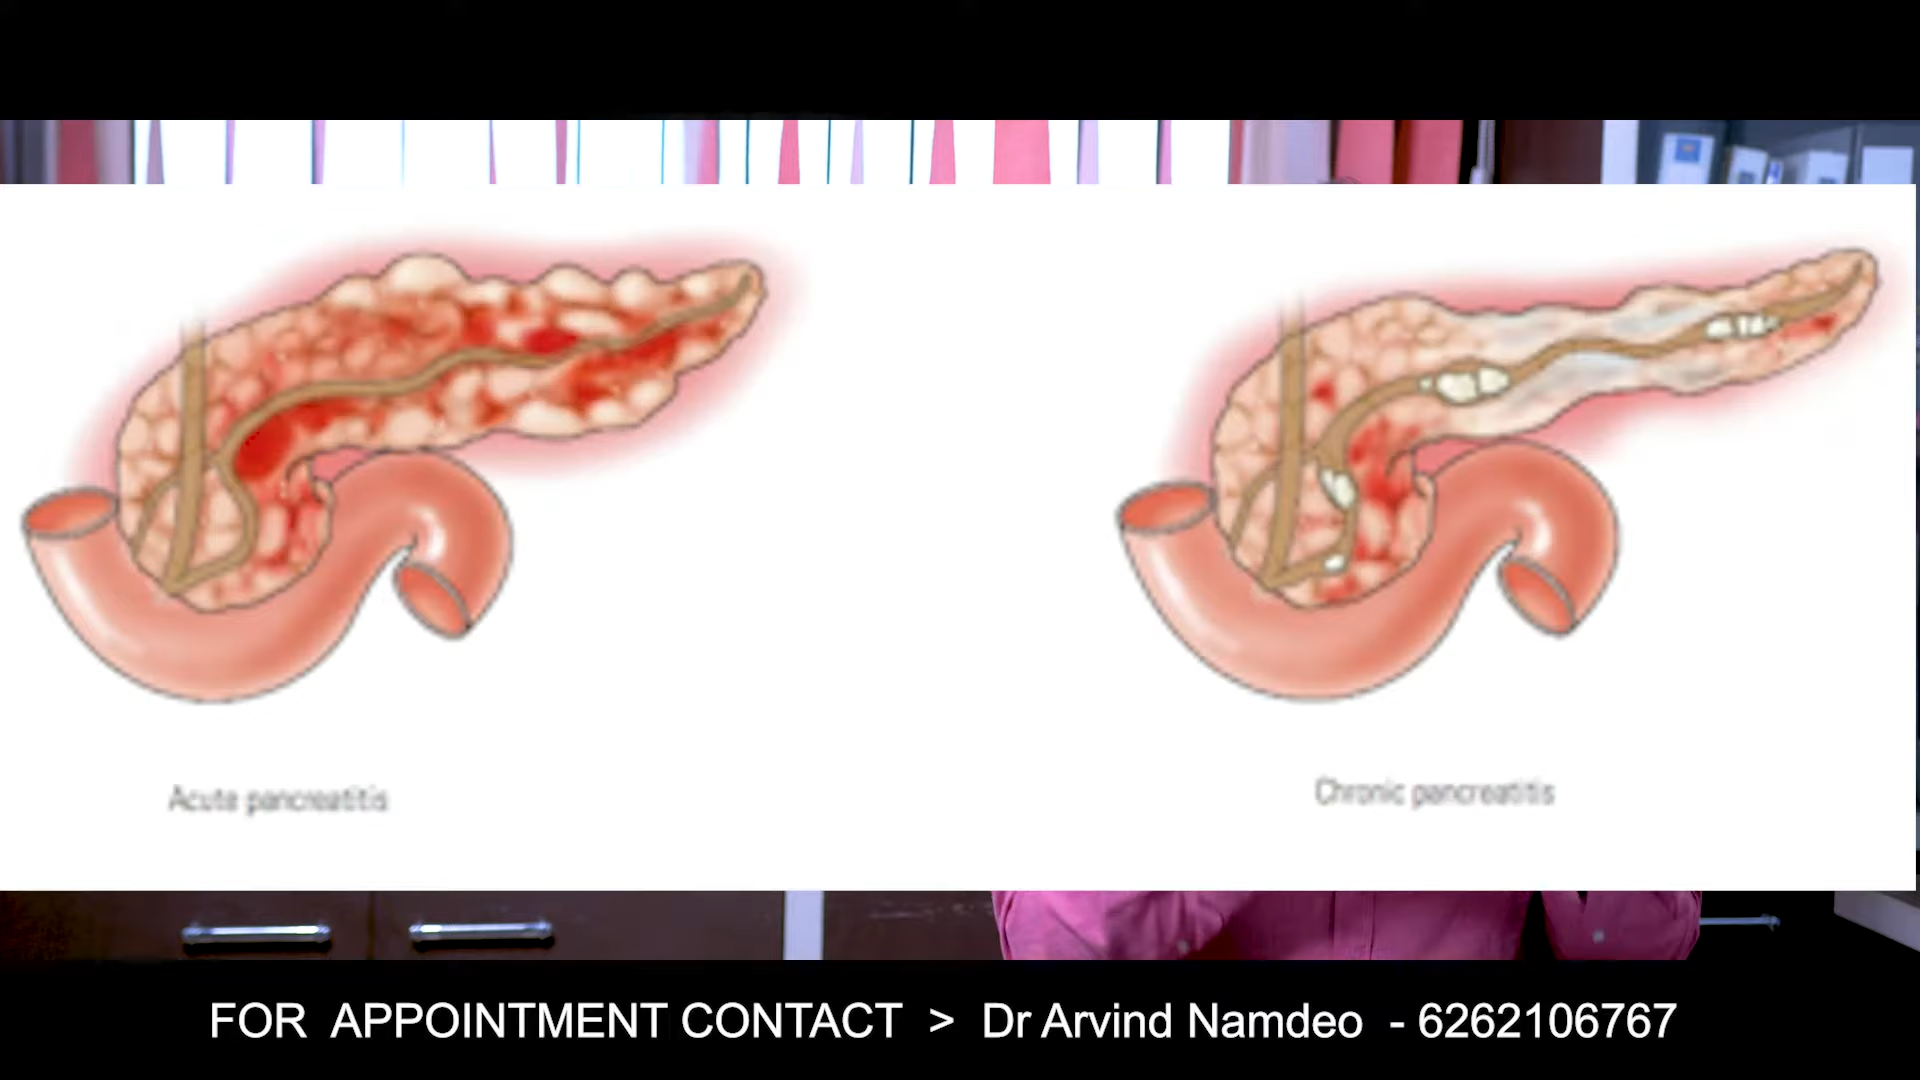 Acute pancreatitis
Chronic pancreatitis
FOR APPOINTMENT CONTACT > Dr Arvind Namdeo - 6262106767